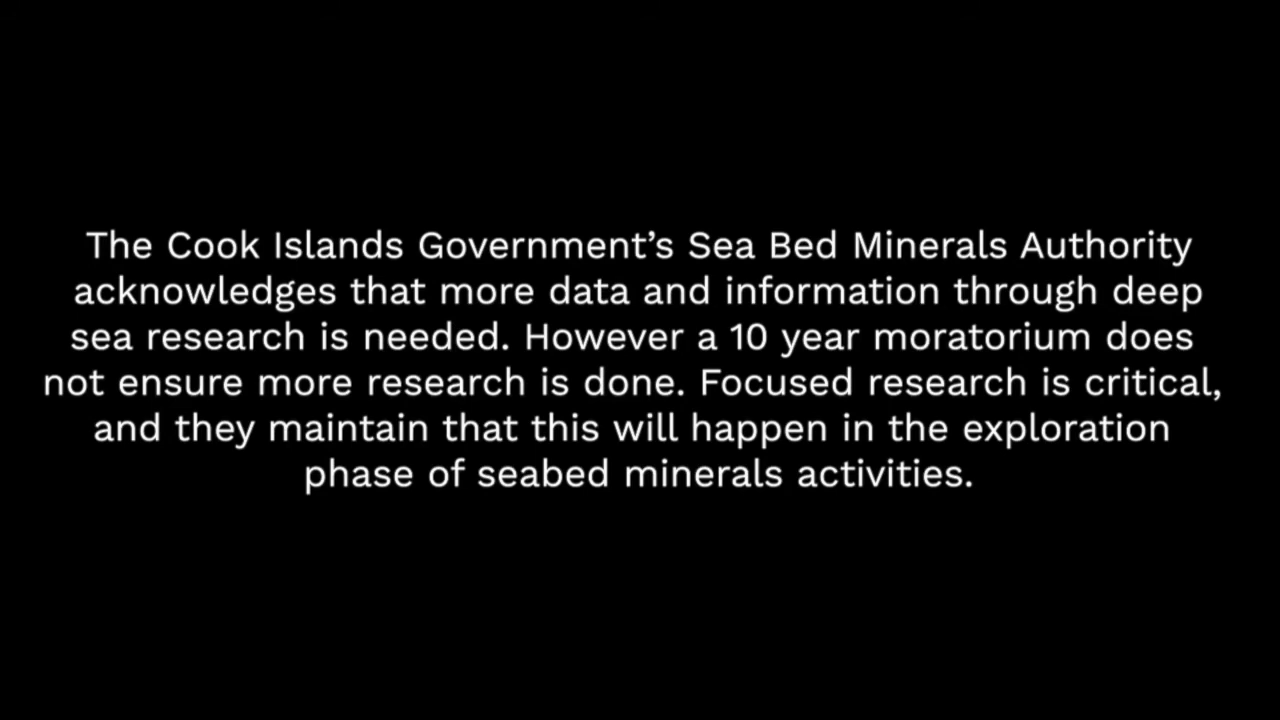 The Cook Islands Government’s Sea Bed Minerals Authority
acknowledges that more data and information through deep
sea research is needed. However a 10 year moratorium does
not ensure more research is done. Focused research is critical,
and they maintain that this will happen in the exploration
phase of seabed minerals activities.